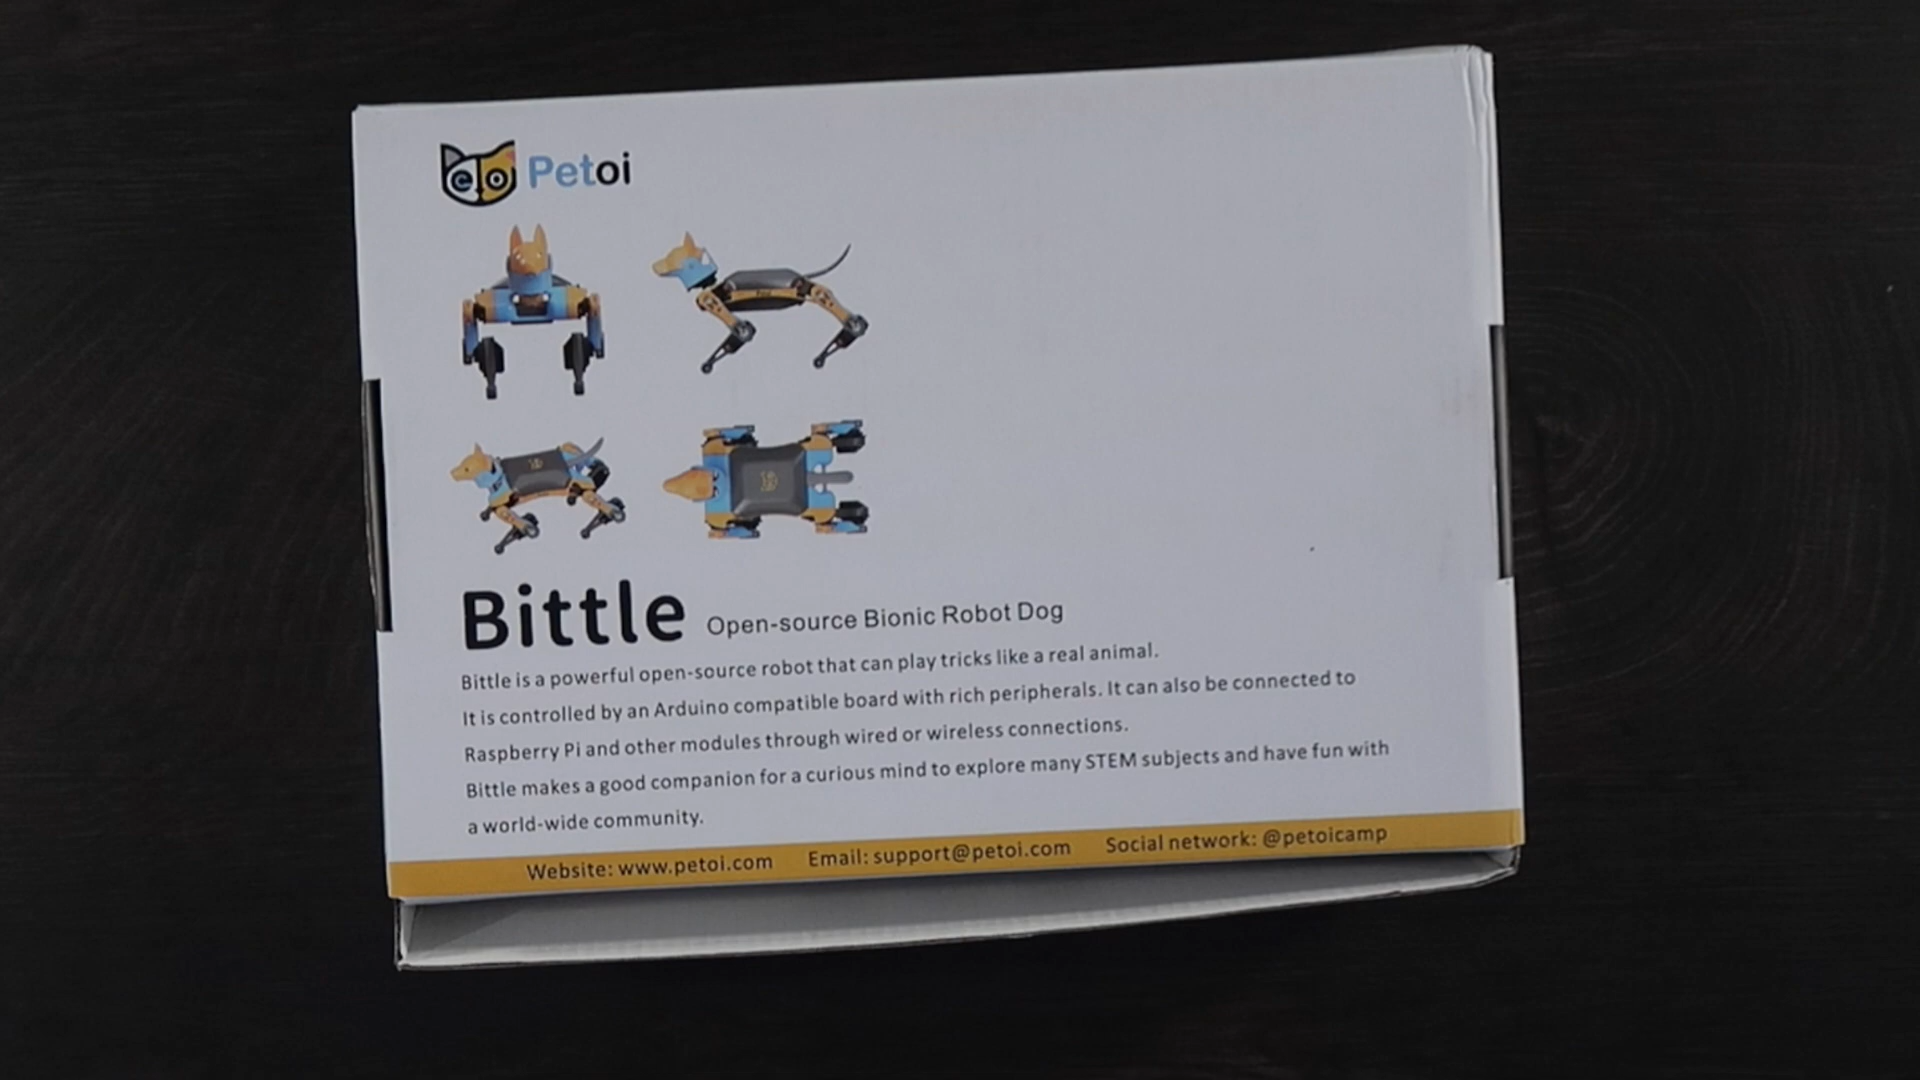 Petoi
Bittle Open-source Bionic Robot Dog
Bittle is a powerful open-source robot that can play tricks like a real animal.
It is controlled by an Arduino compatible board with rich peripherals. It can also be connected to
Raspberry Pi and other modules through wired or wireless connections.
Bittle makes a good companion for a curious mind to explore many STEM subjects and have fun with
a world-wide community.
Website: www.petoi.com Email: support@petoi.com Social network: @petoicamp